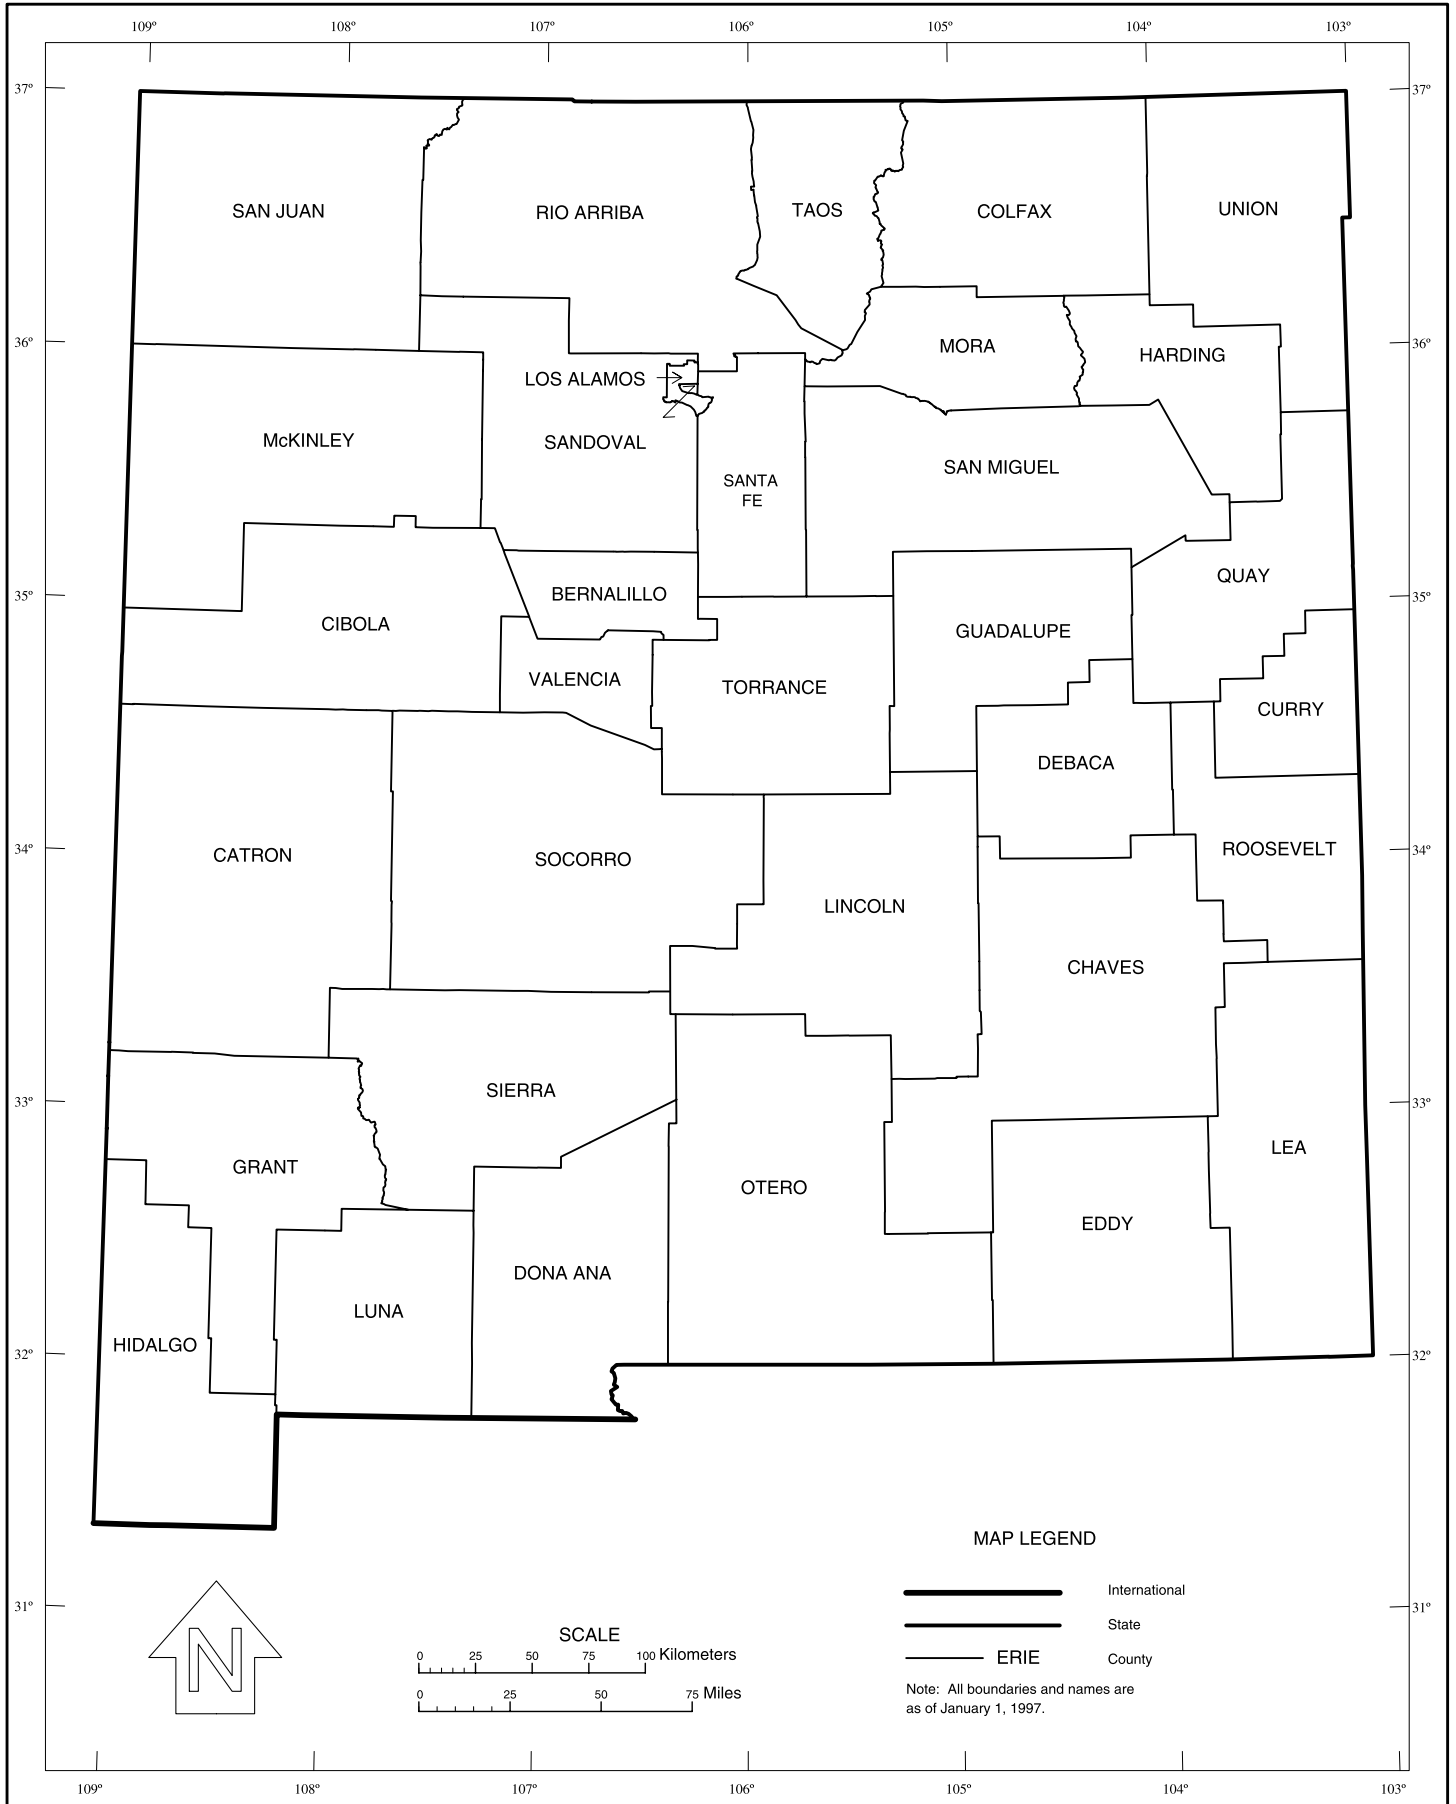 109º 108º 107º 106º 105º 104º 103º
37º 37º
SAN JUAN RIO ARRIBA TAOS COLFAX UNION
36º MORA HARDING 36º
LOS ALAMOS
McKINLEY SANDOVAL
SAN MIGUEL
SANTA
FE
QUAY
35º BERNALILLO 35º
CIBOLA GUADALUPE
VALENCIA TORRANCE
CURRY
DEBACA
34º CATRON SOCORRO ROOSEVELT 34º
LINCOLN
CHAVES
SIERRA
33º 33º
LEA
GRANT
OTERO
EDDY
DONA ANA
LUNA
HIDALGO
32º 32º
MAP LEGEND
International
31º 31º
State
SCALE
ERIE County
0 25 50 75 100 Kilometers
0 25 50 75 Miles
Note: All boundaries and names are
as of January 1, 1997.
N
109º 108º 107º 106º 105º 104º 103º